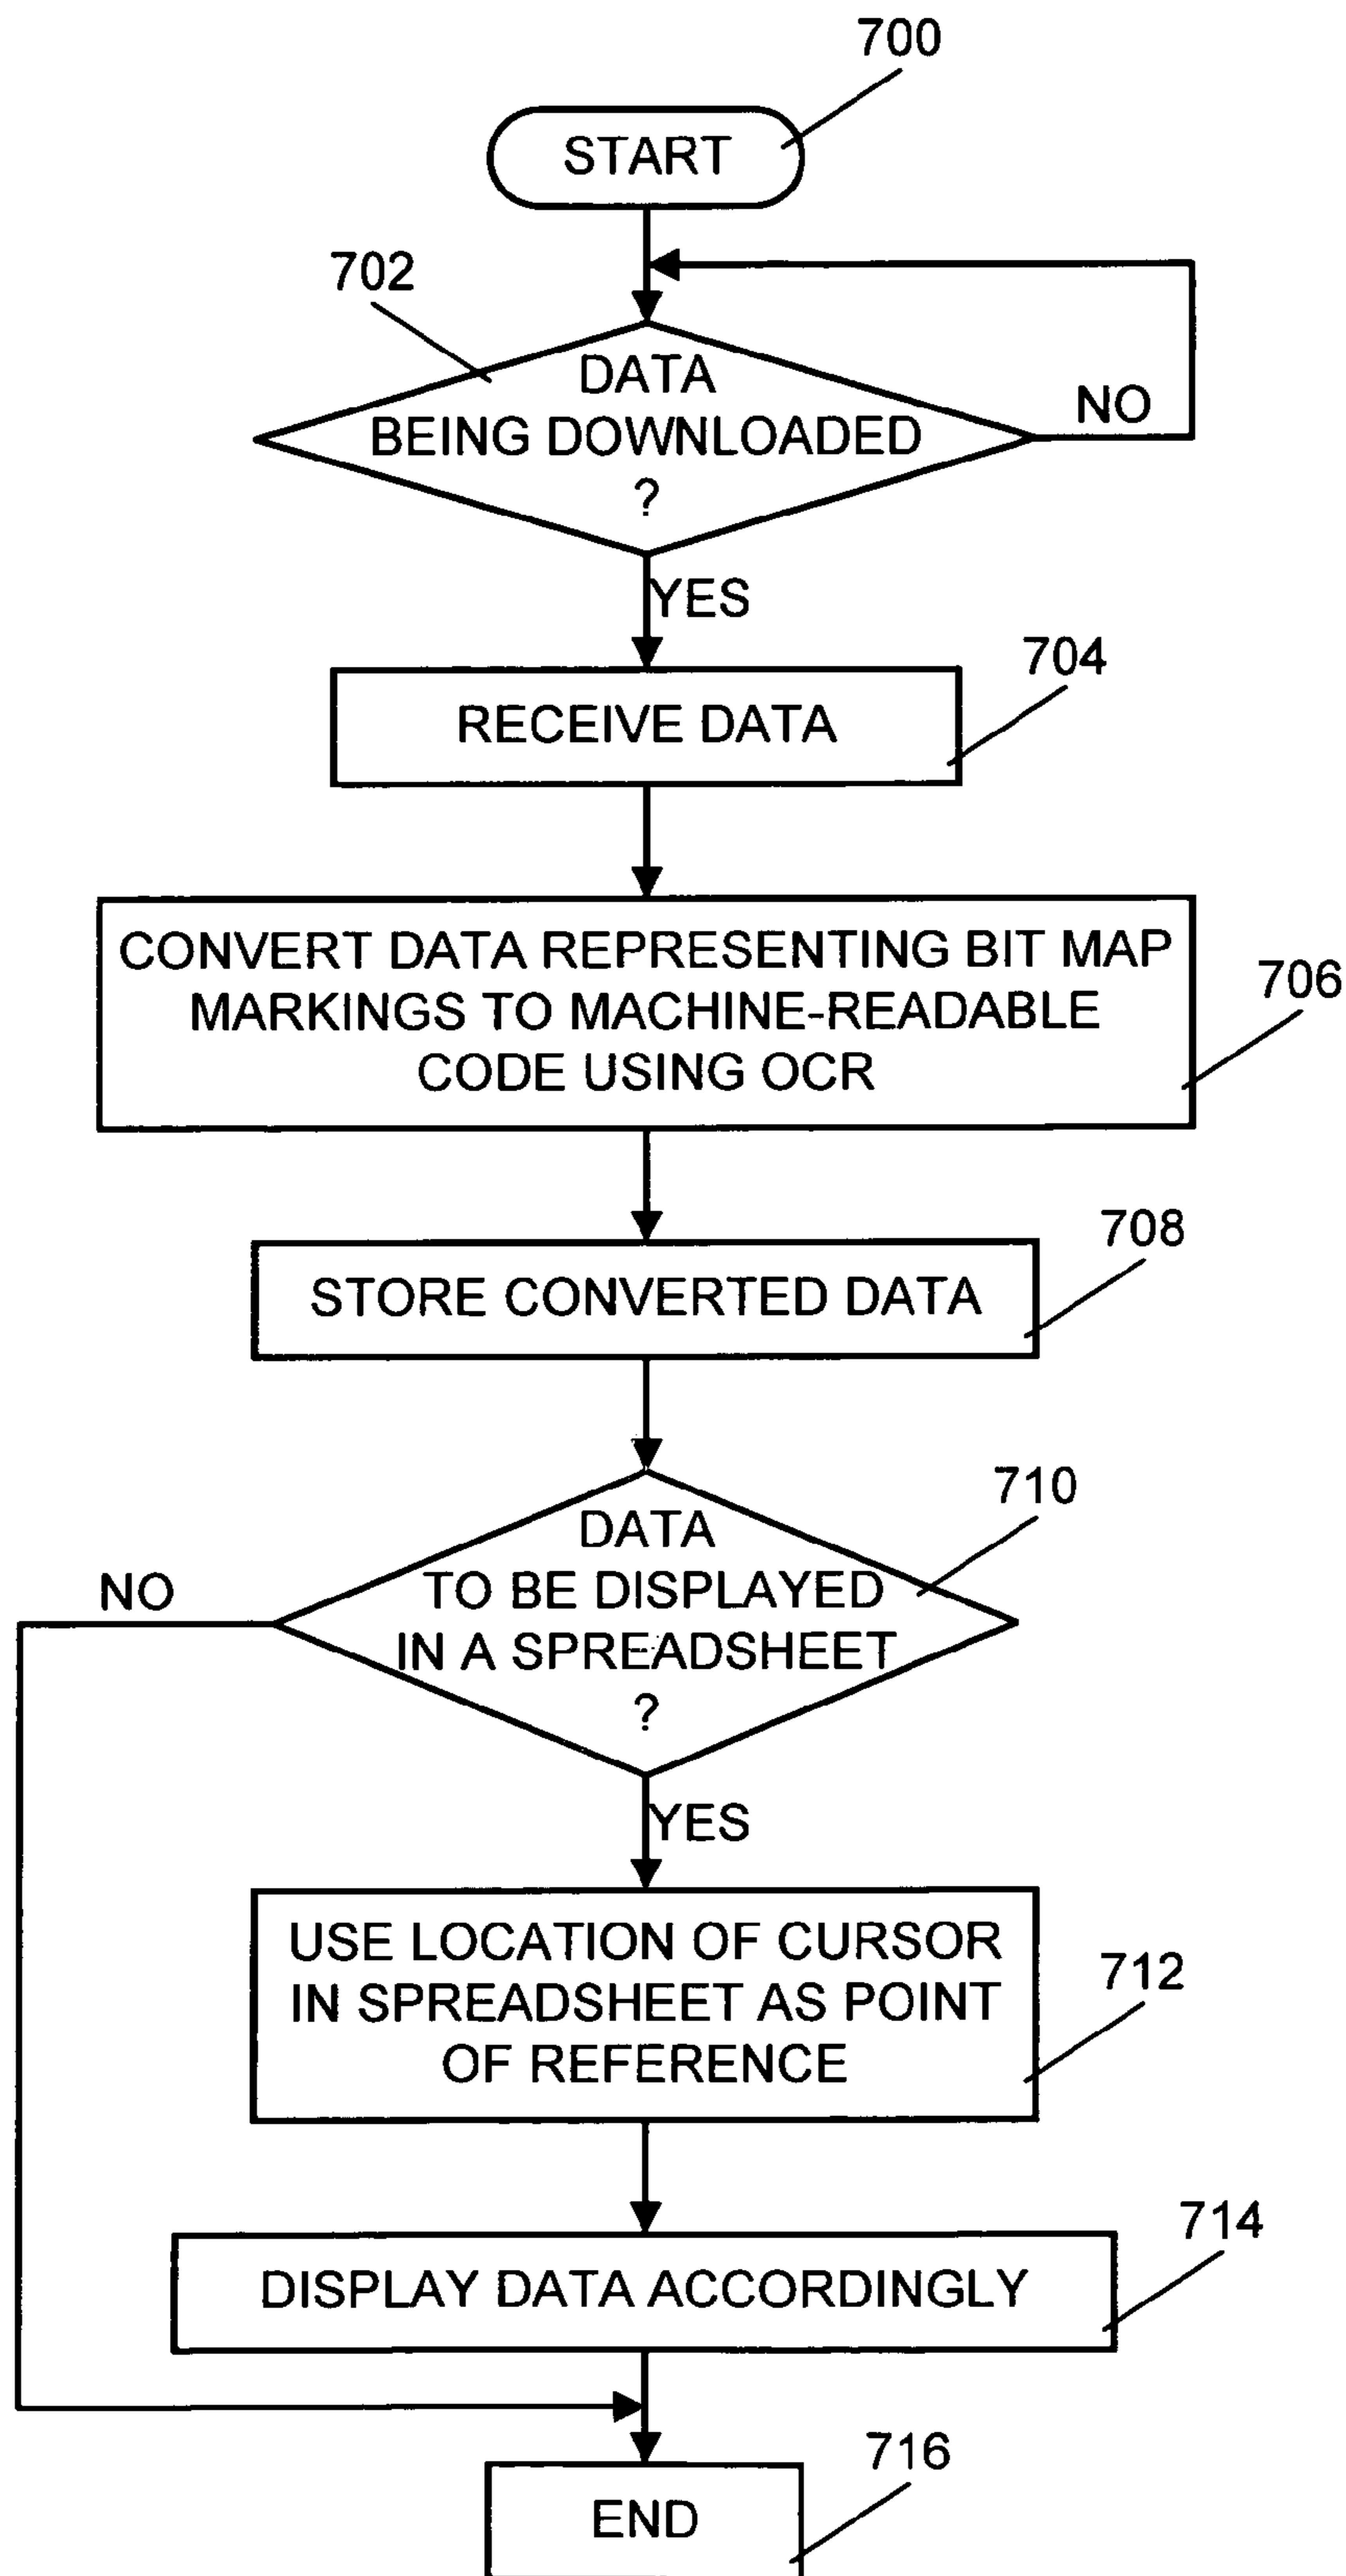 700
START
702
DATA
BEING DOWNLOADED
?
NO
YES
704
RECEIVE DATA
CONVERT DATA REPRESENTING BIT MAP
MARKINGS TO MACHINE-READABLE
CODE USING OCR
706
708
STORE CONVERTED DATA
710
DATA
TO BE DISPLAYED
IN A SPREADSHEET
?
NO
YES
USE LOCATION OF CURSOR
IN SPREADSHEET AS POINT
OF REFERENCE
712
714
DISPLAY DATA ACCORDINGLY
716
END